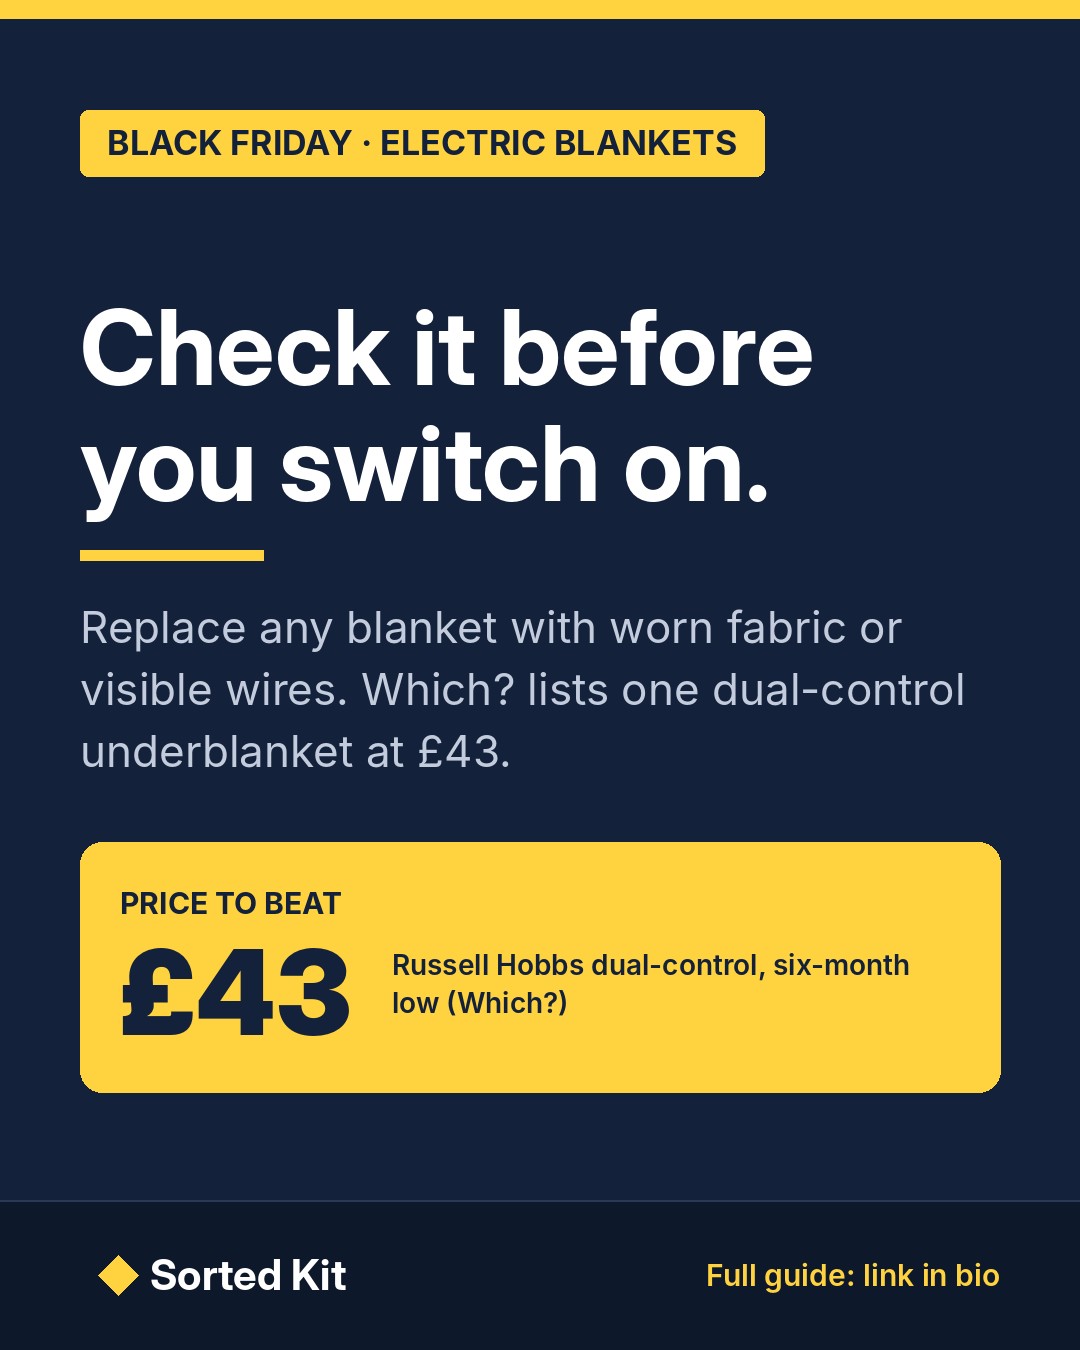 BLACK FRIDAY · ELECTRIC BLANKETS
Check it before
you switch on.
Replace any blanket with worn fabric or
visible wires. Which? lists one dual-control
underblanket at £43.
PRICE TO BEAT
£43
Russell Hobbs dual-control, six-month
low (Which?)
Sorted Kit
Full guide: link in bio